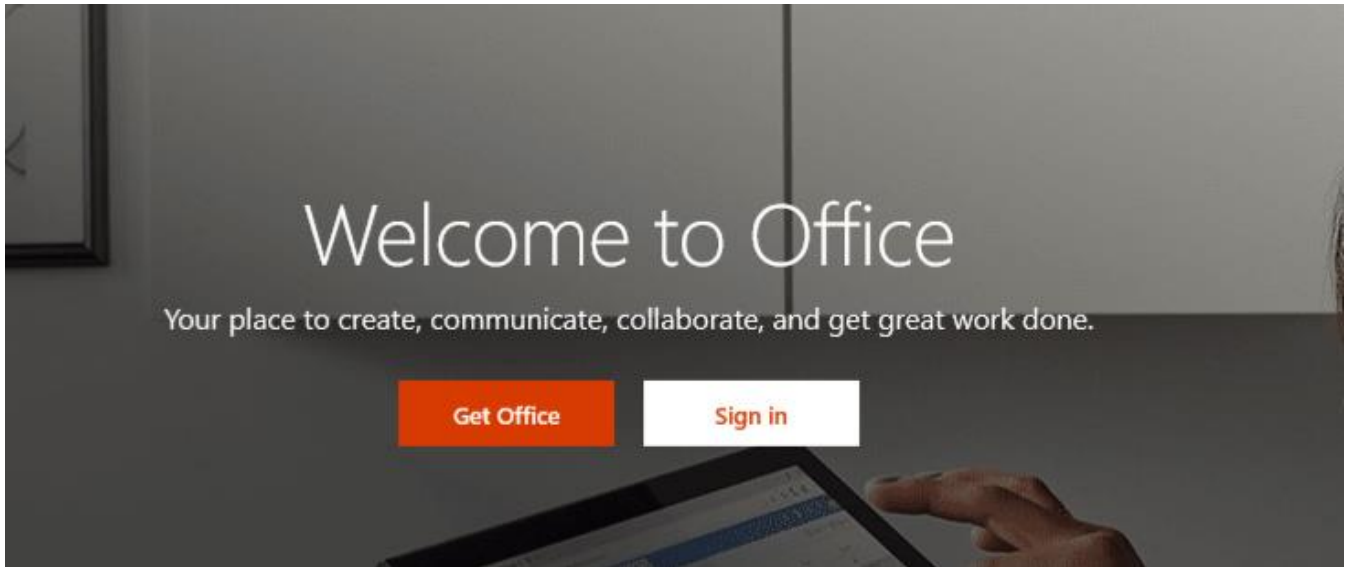 Welcome to Office
Your place to create, communicate, collaborate, and get great work done.
Get Office
Sign in